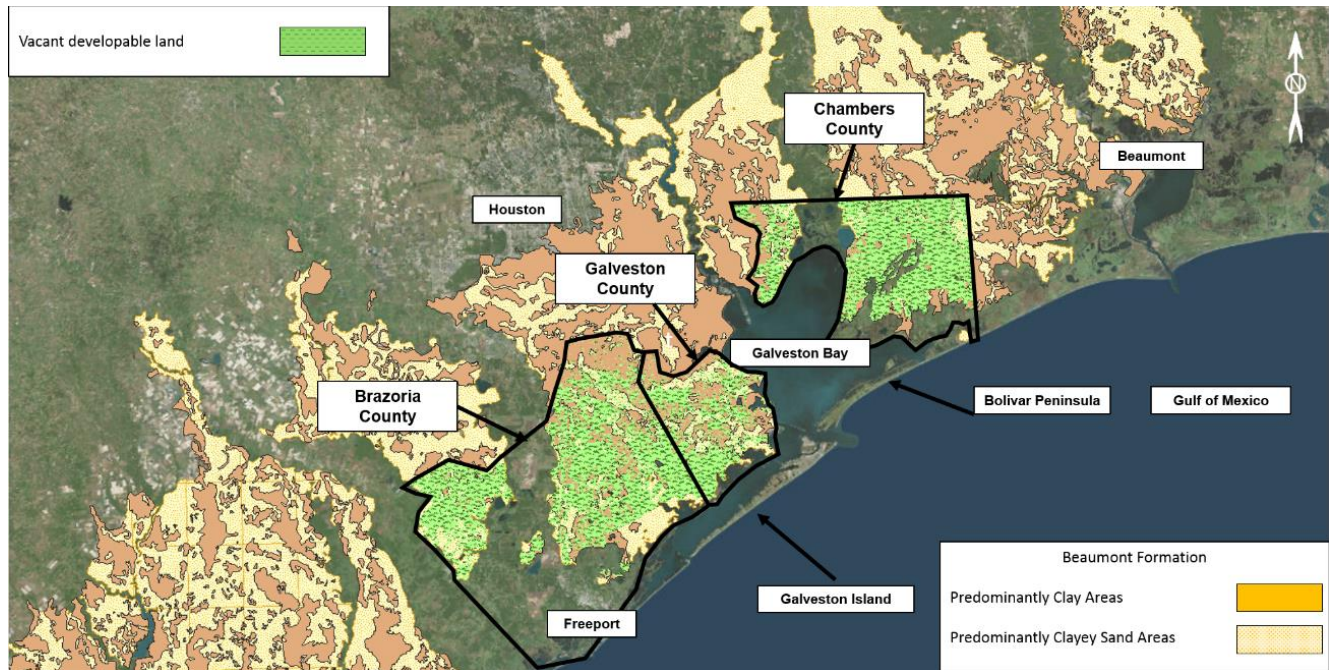 Vacant developable land
N
Chambers
County
Beaumont
Houston
Galveston
County
Galveston Bay
Brazoria
County
Bolivar Peninsula
Gulf of Mexico
Beaumont Formation
Predominantly Clay Areas
Galveston Island
Predominantly Clayey Sand Areas
Freeport